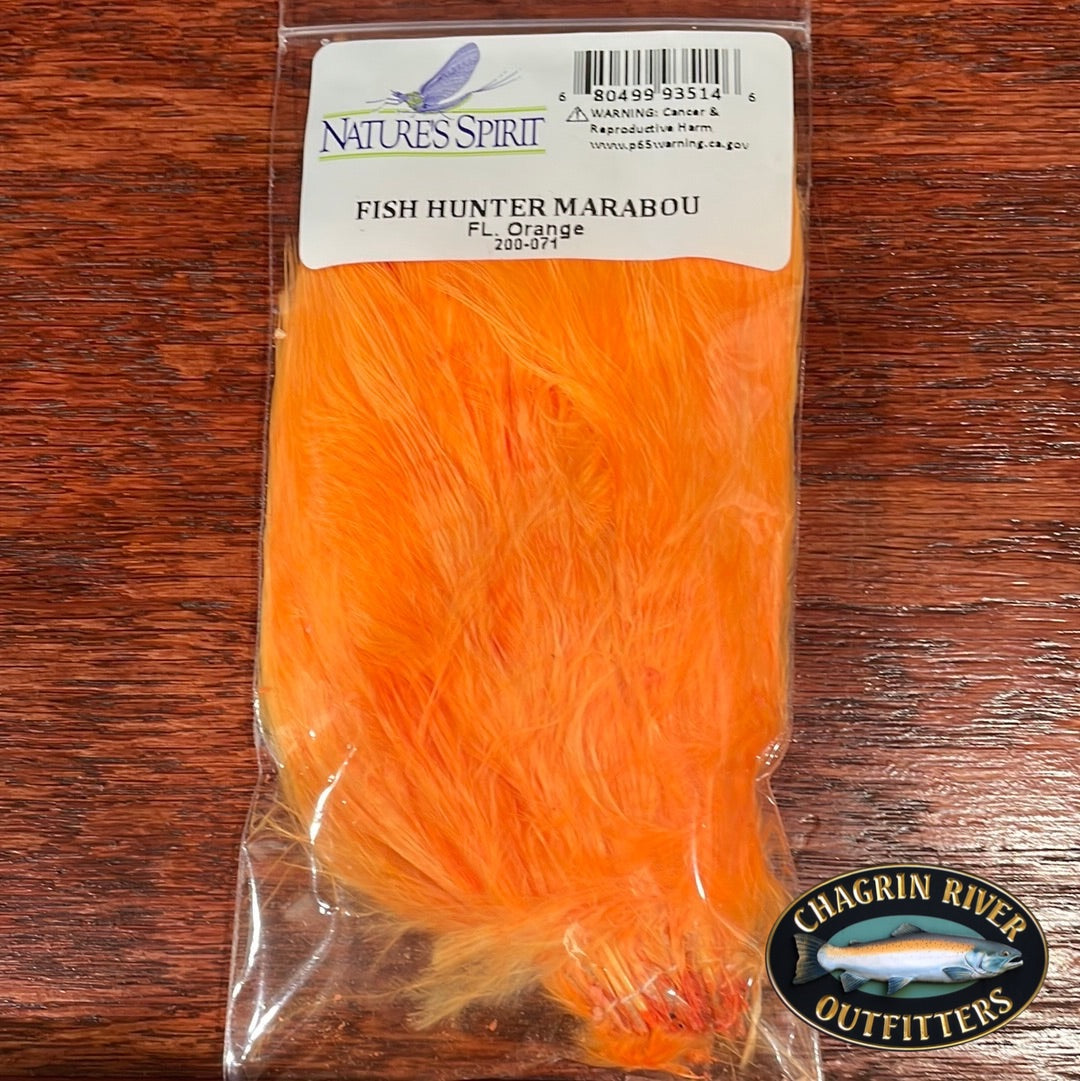 NATURE'S SPIRIT
6 80499 93514 6
WARNING: Cancer &
Reproductive Harm
www.p65warning.ca.gov
FISH HUNTER MARABOU
FL. Orange
200-071
CHAGRIN RIVER
OUTFITTERS